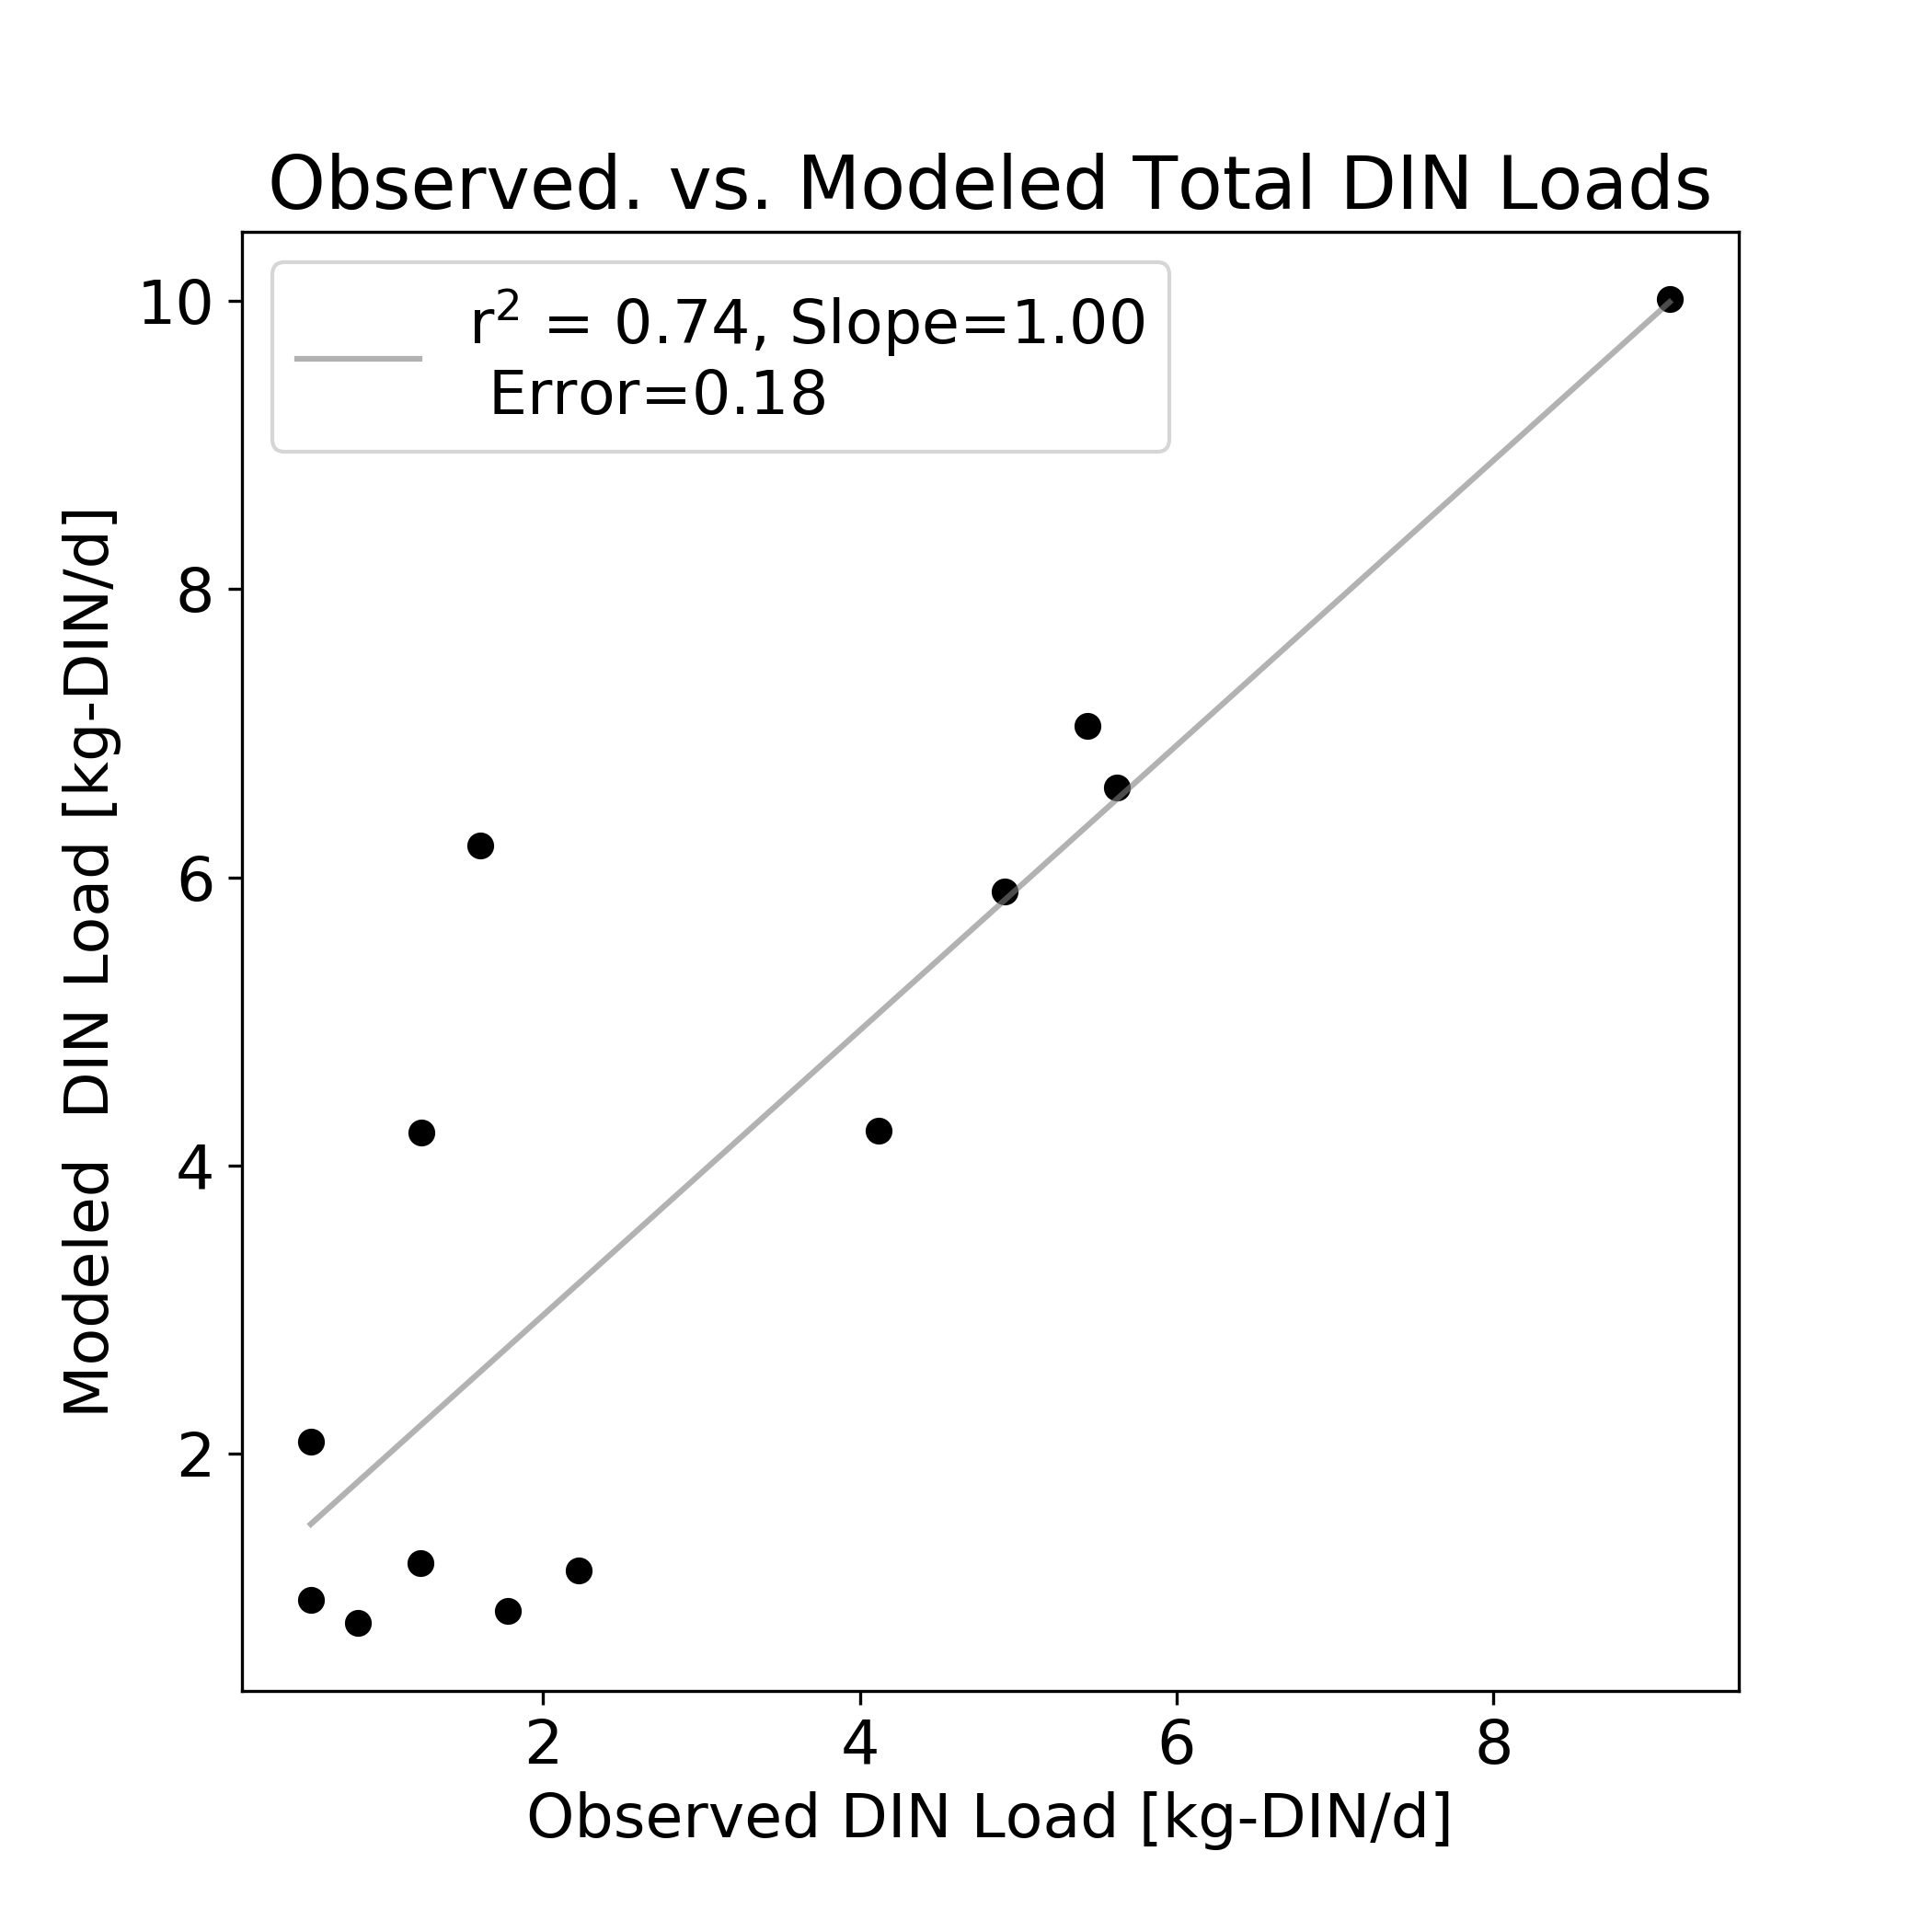 Observed. vs. Modeled Total DIN Loads
r² = 0.74, Slope=1.00
Error=0.18
10
8
6
4
2
Modeled  DIN Load [kg-DIN/d]
2 4 6 8
Observed DIN Load [kg-DIN/d]